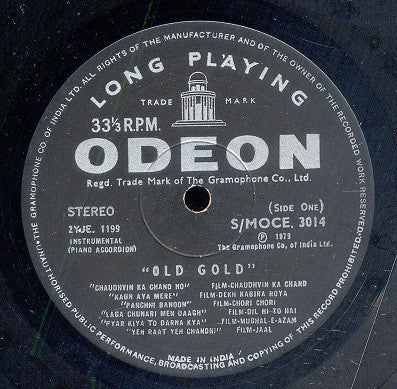 THE GRAMOPHONE CO. OF INDIA LTD. ALL RIGHTS OF THE MANUFACTURER AND OF THE OWNER OF THE RECORDED WORK RESERVED
UNAUTHORISED PUBLIC PERFORMANCE, BROADCASTING AND COPYING OF THIS RECORD PROHIBITED
LONG PLAYING
TRADE MARK
33⅓ R.P.M.
ODEON
Regd. Trade Mark of The Gramophone Co., Ltd.
STEREO (SIDE ONE)
2YJE. 1199 S/MOCE. 3014
INSTRUMENTAL Ⓟ 1979
(PIANO ACCORDION) The Gramophone Co. of India Ltd.
"OLD GOLD"
"CHAUDHVIN KA CHAND HO" FILM-CHAUDHVIN KA CHAND
"KAUN AYA MERE" FILM-DEKH KABIRA ROYA
"PANCHHI BANOON" FILM-CHORI CHORI
"LAGA CHUNARI MEN DAAGH" FILM-DIL HI TO HAI
"PYAR KIYA TO DARNA KYA" FILM-MUGHAL-E-AZAM
"YEH RAAT YEH CHANDNI" FILM-JAAL
MADE IN INDIA